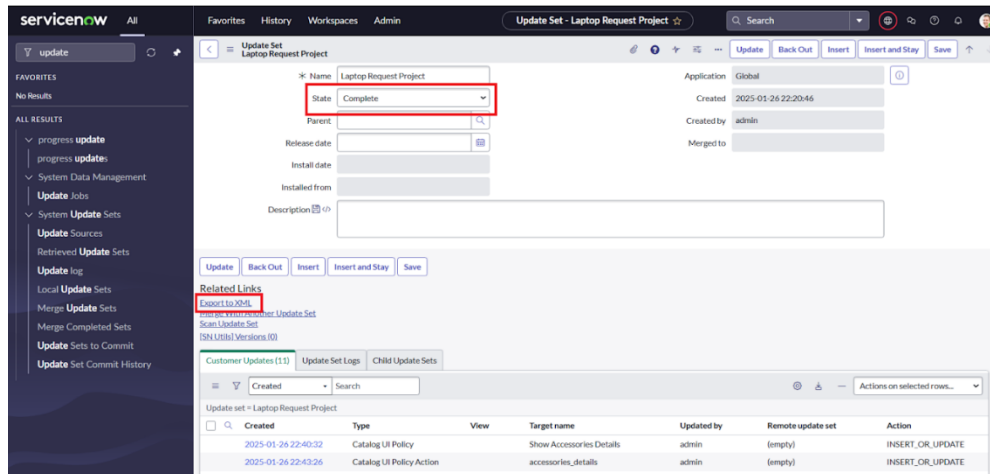 servicenow All Favorites History Workspaces Admin Update Set - Laptop Request Project Search
update
FAVORITES
No Results
ALL RESULTS
progress update
progress updates
System Data Management
Update Jobs
System Update Sets
Update Sources
Retrieved Update Sets
Update log
Local Update Sets
Merge Update Sets
Merge Completed Sets
Update Sets to Commit
Update Set Commit History
Update Set
Laptop Request Project
Update Back Out Insert Insert and Stay Save
Name Laptop Request Project
State Complete
Parent
Release date
Install date
Installed from
Description
Application Global
Created 2025-01-26 22:20:46
Created by admin
Merged to
Update Back Out Insert Insert and Stay Save
Related Links
Export to XML
Merge With Another Update Set
Scan Update Set
[SN Utils] Versions (0)
Customer Updates (11) Update Set Logs Child Update Sets
Created Search Actions on selected rows...
Update set = Laptop Request Project
Created Type View Target name Updated by Remote update set Action
2025-01-26 22:40:32 Catalog UI Policy Show Accessories Details admin (empty) INSERT_OR_UPDATE
2025-01-26 22:43:26 Catalog UI Policy Action accessories_details admin (empty) INSERT_OR_UPDATE